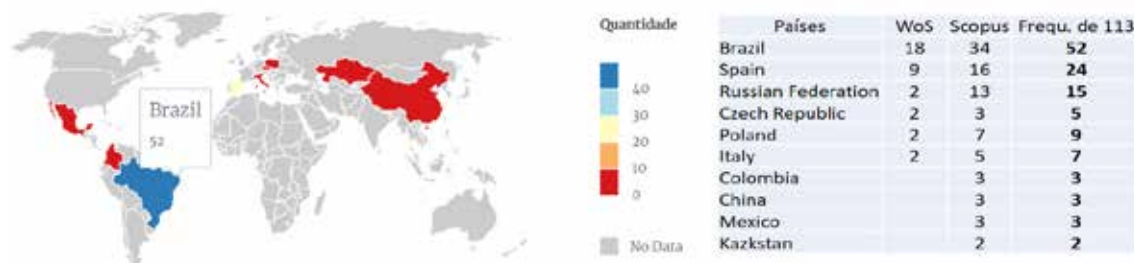 Brazil
52
Quantidade
40
30
20
10
0
No Data
Países WoS Scopus Frequ. de 113
Brazil 18 34 52
Spain 9 16 24
Russian Federation 2 13 15
Czech Republic 2 3 5
Poland 2 7 9
Italy 2 5 7
Colombia 3 3
China 3 3
Mexico 3 3
Kazkstan 2 2